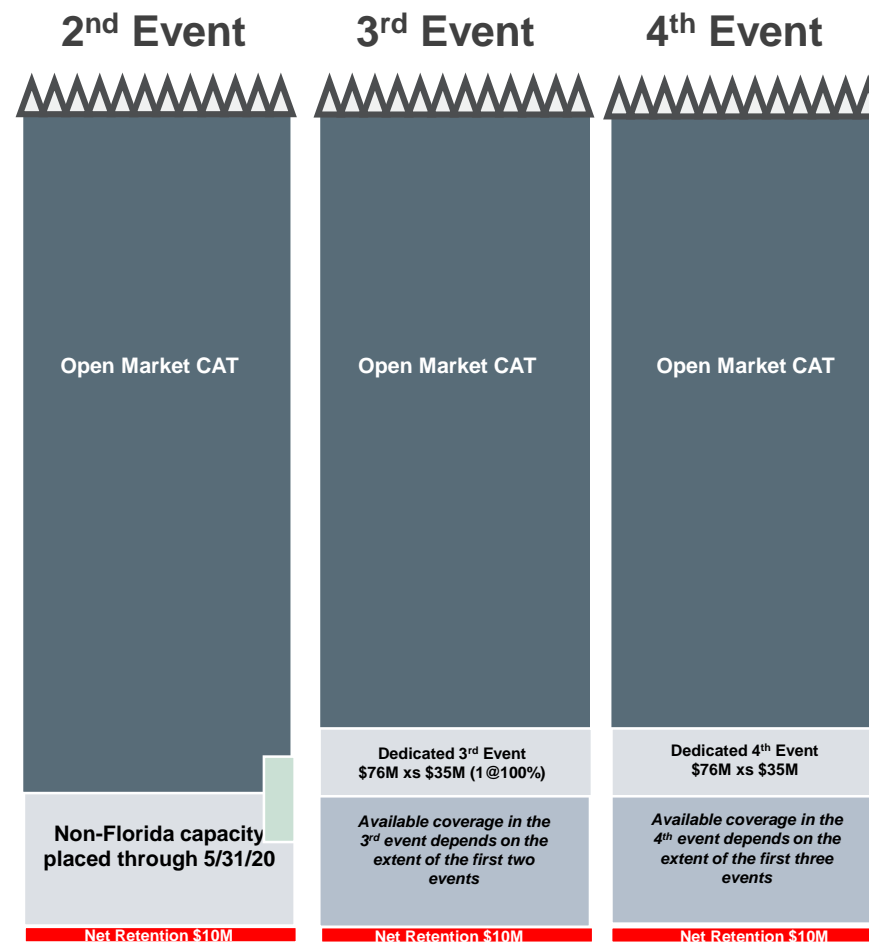 2nd Event
3rd Event
4th Event
Open Market CAT
Open Market CAT
Open Market CAT
Non-Florida capacity
placed through 5/31/20
Dedicated 3rd Event
$76M xs $35M (1@100%)
Dedicated 4th Event
$76M xs $35M
Available coverage in the
3rd event depends on the
extent of the first two
events
Available coverage in the
4th event depends on the
extent of the first three
events
Net Retention $10M
Net Retention $10M
Net Retention $10M